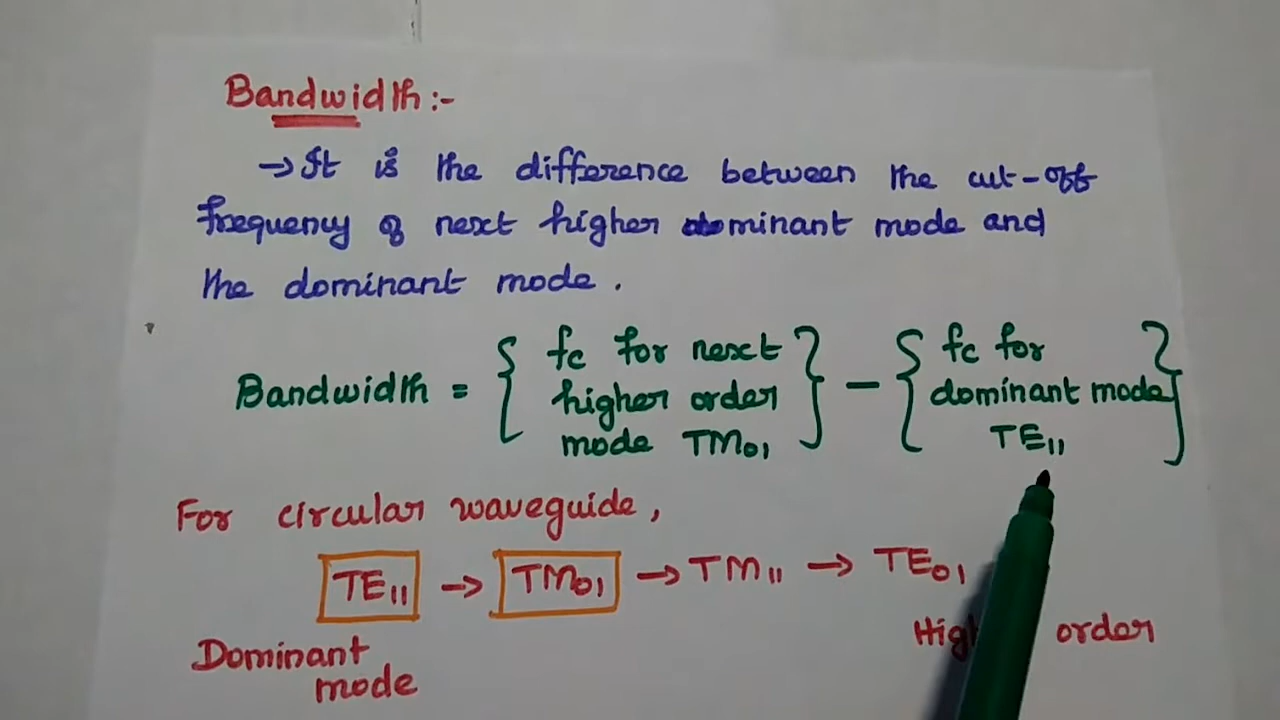 Bandwidth:-
→ It is the difference between the cut-off
frequency of next higher dominant mode and
the dominant mode.
Bandwidth = { fc for next higher order mode TM₀₁ } - { fc for dominant mode TE₁₁ }
For circular waveguide,
TE₁₁ → TM₀₁ → TM₁₁ → TE₀₁
Dominant mode
order